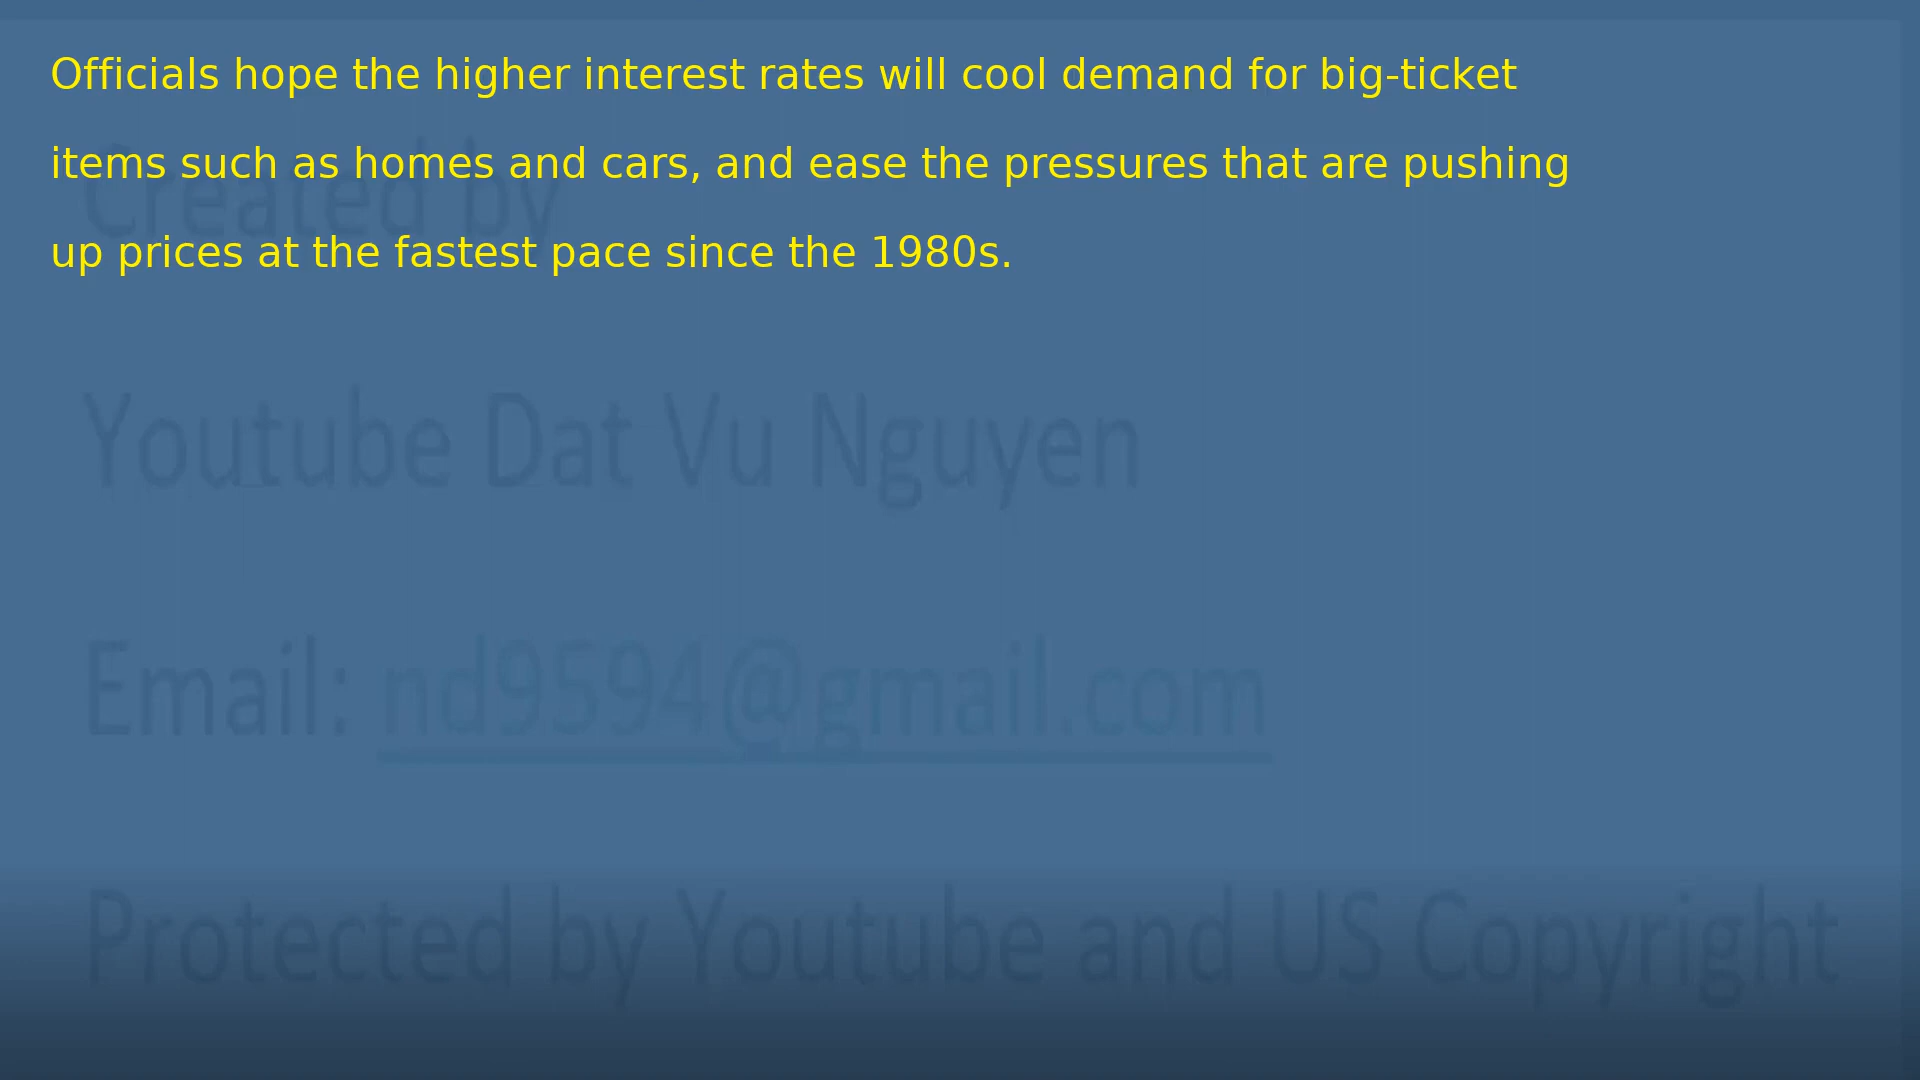 Officials hope the higher interest rates will cool demand for big-ticket
items such as homes and cars, and ease the pressures that are pushing
Created by
up prices at the fastest pace since the 1980s.
Youtube Dat Vu Nguyen
Email: nd9594@gmail.com
Protected by Youtube and US Copyright